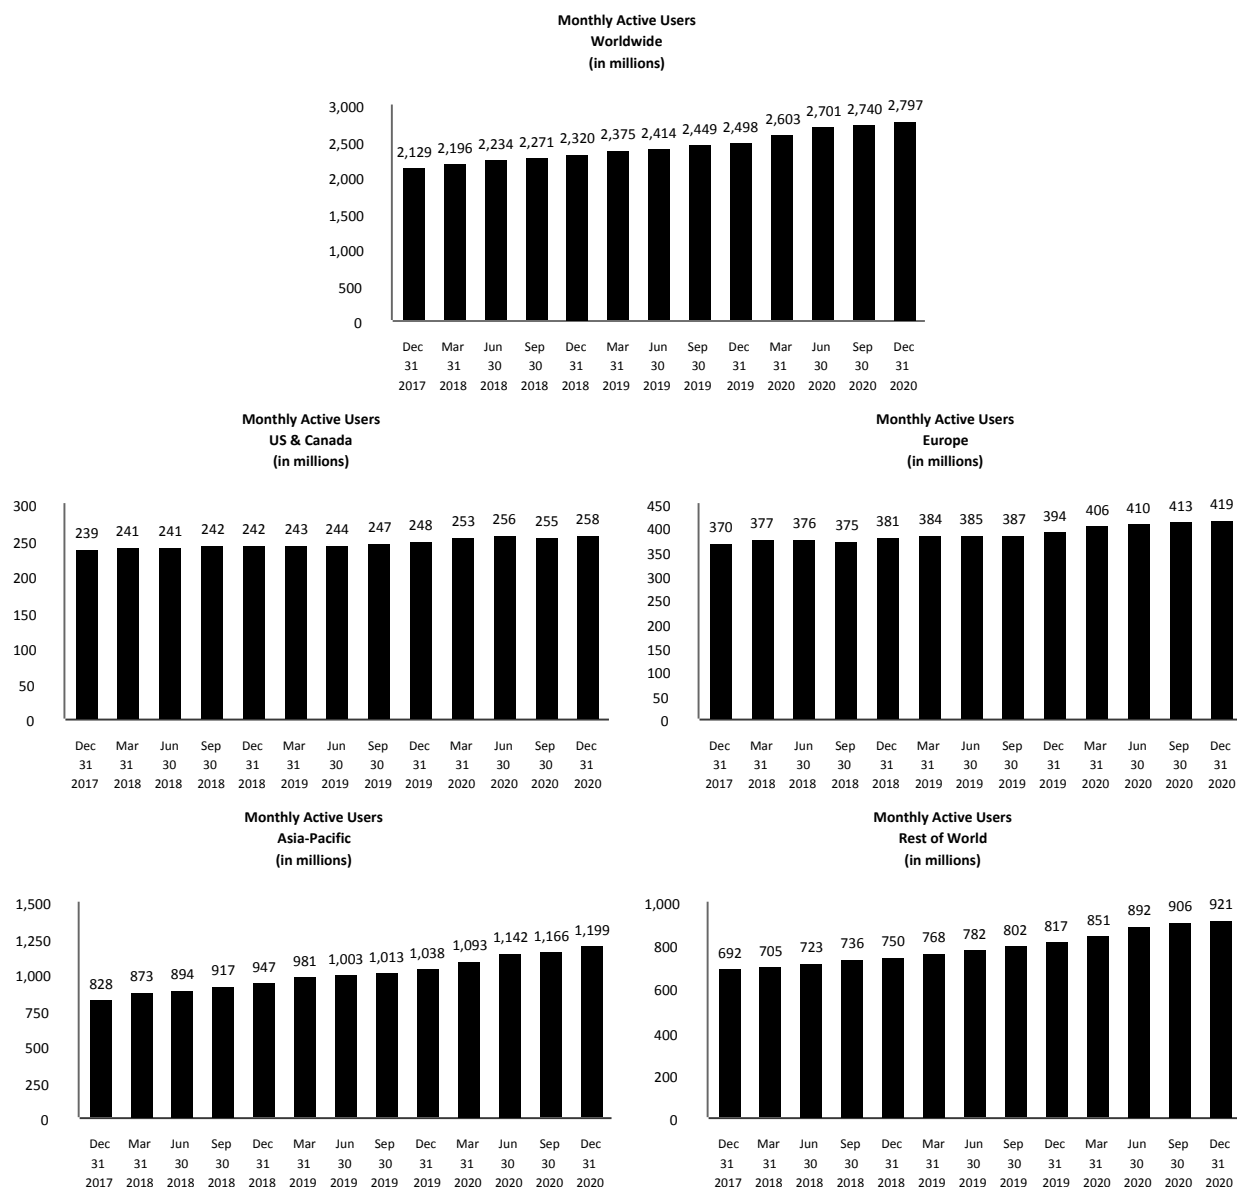 Monthly Active Users
Worldwide
(in millions)
3,000
2,500
2,000
1,500
1,000
500
0
2,129 2,196 2,234 2,271 2,320 2,375 2,414 2,449 2,498 2,603 2,701 2,740 2,797
Dec Mar Jun Sep Dec Mar Jun Sep Dec Mar Jun Sep Dec
31 31 30 30 31 31 30 30 31 31 30 30 31
2017 2018 2018 2018 2018 2019 2019 2019 2019 2020 2020 2020 2020
Monthly Active Users
US & Canada
(in millions)
300
250
200
150
100
50
0
239 241 241 242 242 243 244 247 248 253 256 255 258
Dec Mar Jun Sep Dec Mar Jun Sep Dec Mar Jun Sep Dec
31 31 30 30 31 31 30 30 31 31 30 30 31
2017 2018 2018 2018 2018 2019 2019 2019 2019 2020 2020 2020 2020
Monthly Active Users
Europe
(in millions)
450
400
350
300
250
200
150
100
50
0
370 377 376 375 381 384 385 387 394 406 410 413 419
Dec Mar Jun Sep Dec Mar Jun Sep Dec Mar Jun Sep Dec
31 31 30 30 31 31 30 30 31 31 30 30 31
2017 2018 2018 2018 2018 2019 2019 2019 2019 2020 2020 2020 2020
Monthly Active Users
Asia-Pacific
(in millions)
1,500
1,250
1,000
750
500
250
0
828 873 894 917 947 981 1,003 1,013 1,038 1,093 1,142 1,166 1,199
Dec Mar Jun Sep Dec Mar Jun Sep Dec Mar Jun Sep Dec
31 31 30 30 31 31 30 30 31 31 30 30 31
2017 2018 2018 2018 2018 2019 2019 2019 2019 2020 2020 2020 2020
Monthly Active Users
Rest of World
(in millions)
1,000
800
600
400
200
0
692 705 723 736 750 768 782 802 817 851 892 906 921
Dec Mar Jun Sep Dec Mar Jun Sep Dec Mar Jun Sep Dec
31 31 30 30 31 31 30 30 31 31 30 30 31
2017 2018 2018 2018 2018 2019 2019 2019 2019 2020 2020 2020 2020